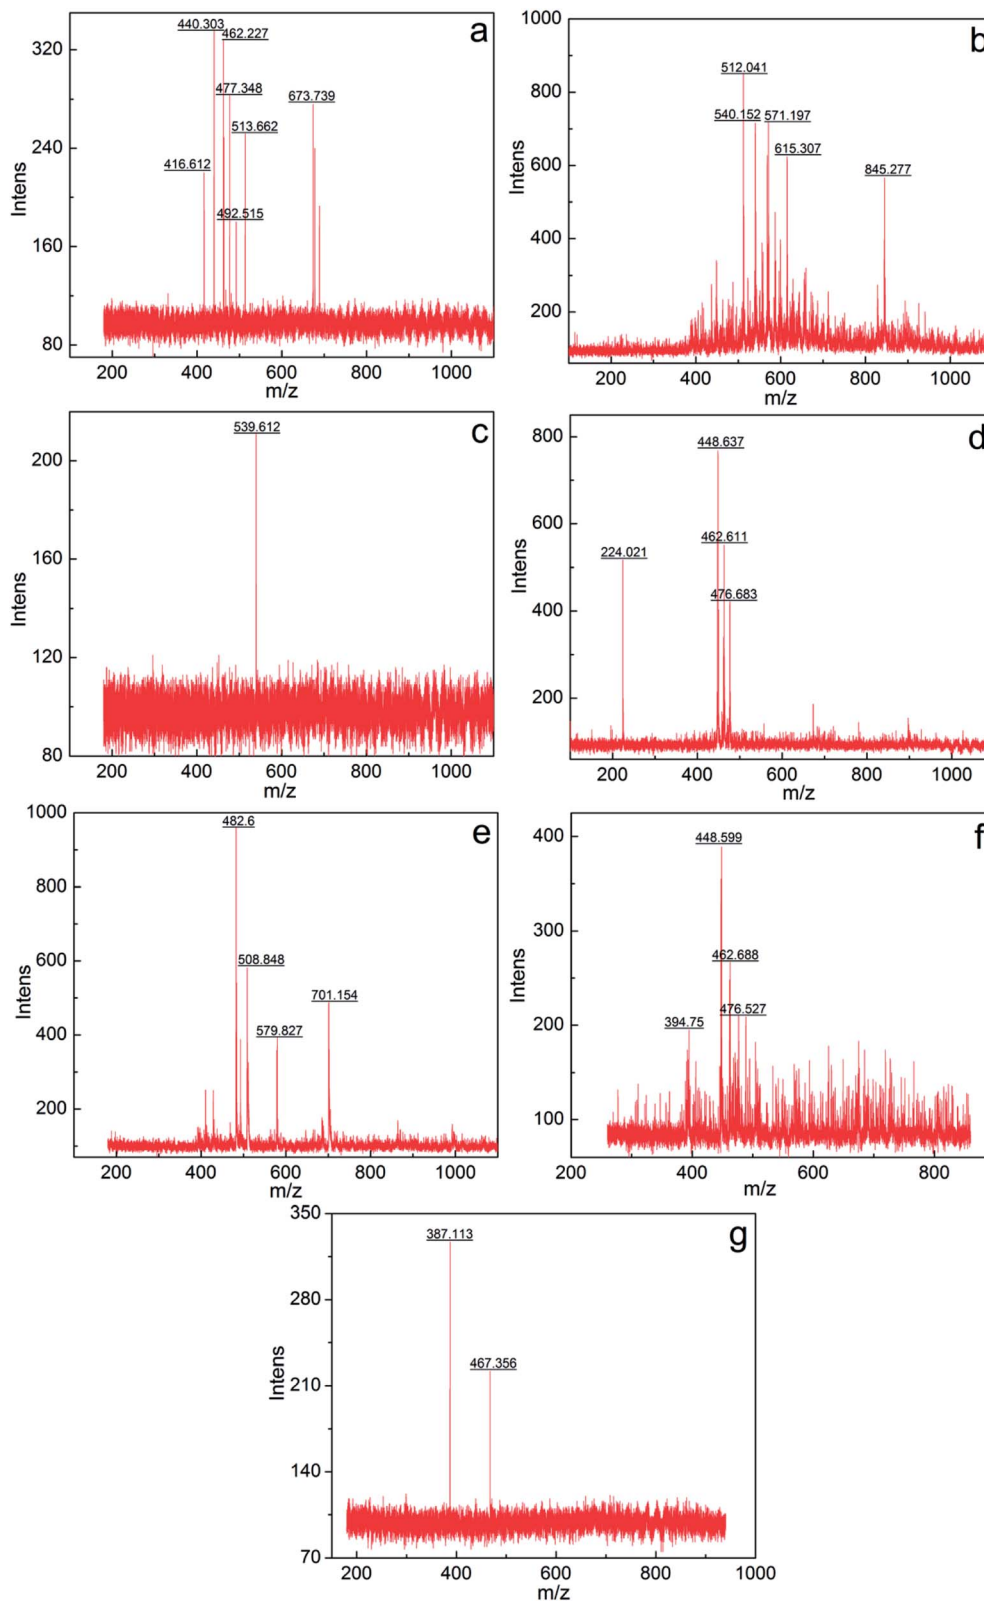 a
440.303
462.227
477.348
673.739
513.662
416.612
492.515
320
240
160
80
Intens
200 400 600 800 1000
m/z
b
1000
512.041
540.152 571.197
615.307
845.277
800
600
400
200
Intens
200 400 600 800 1000
m/z
c
539.612
200
160
120
80
Intens
200 400 600 800 1000
m/z
d
448.637
462.611
224.021
476.683
800
600
400
200
Intens
200 400 600 800 1000
m/z
e
482.6
508.848
701.154
579.827
1000
800
600
400
200
Intens
200 400 600 800 1000
m/z
f
448.599
462.688
394.75 476.527
400
300
200
100
Intens
200 400 600 800
m/z
g
387.113
467.356
350
280
210
140
70
Intens
200 400 600 800 1000
m/z